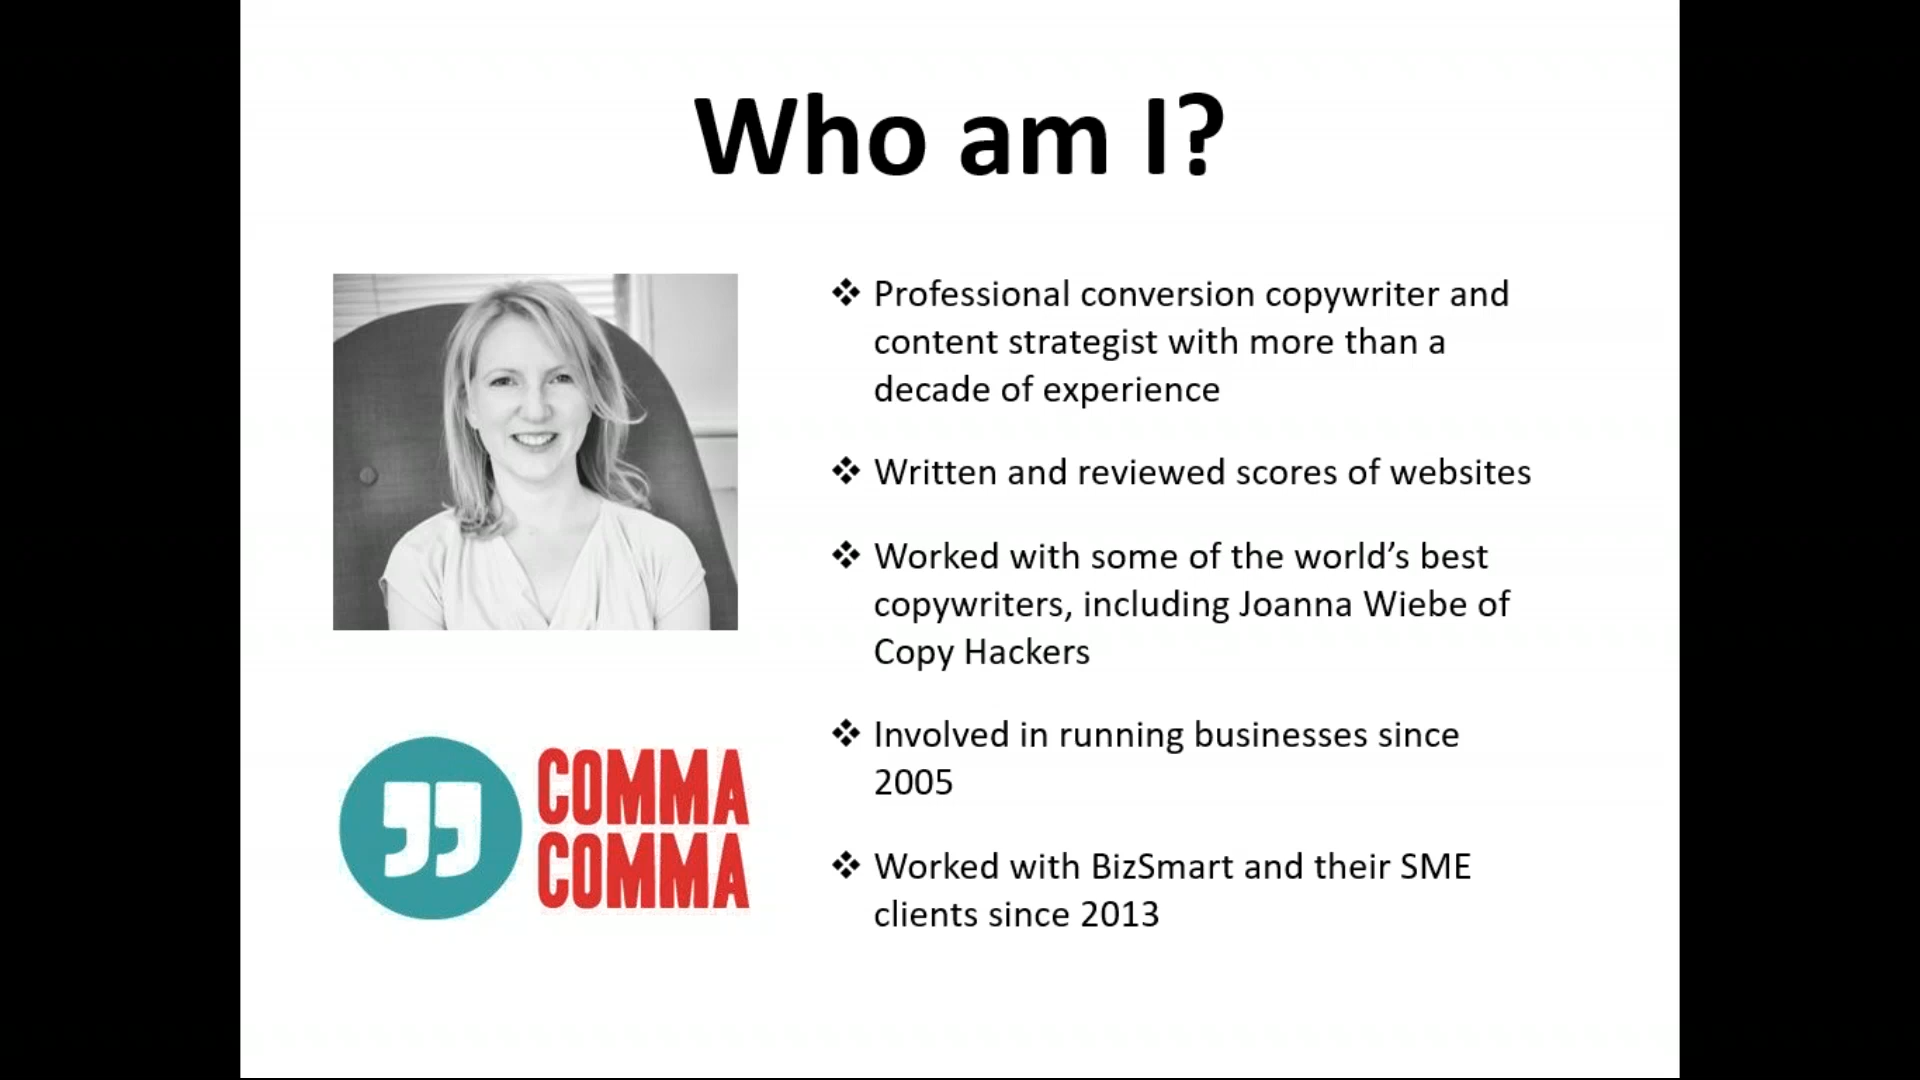 Who am I?
❖ Professional conversion copywriter and
content strategist with more than a
decade of experience
❖ Written and reviewed scores of websites
❖ Worked with some of the world’s best
copywriters, including Joanna Wiebe of
Copy Hackers
❖ Involved in running businesses since
2005
❖ Worked with BizSmart and their SME
clients since 2013
COMMA
COMMA